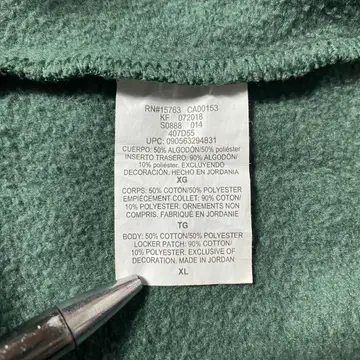 RN#15763 CA00153
KF 072018
S0888 014
407D55
UPC: 090563294831
CUERPO: 50% ALGODÓN/50% poliéster
INSERTO TRASERO: 90% ALGODÓN/
10% poliéster. EXCLUYENDO
DECORACIÓN. HECHO EN JORDANIA
XG
CORPS: 50% COTON/50% POLYESTER
EMPIÈCEMENT COLLET: 90% COTON/
10% POLYESTER. ORNEMENTS NON
COMPRIS. FABRIQUÉ EN JORDANIE
TG
BODY: 50% COTTON/50% POLYESTER
LOCKER PATCH: 90% COTTON/
10% POLYESTER. EXCLUSIVE OF
DECORATION. MADE IN JORDAN
XL